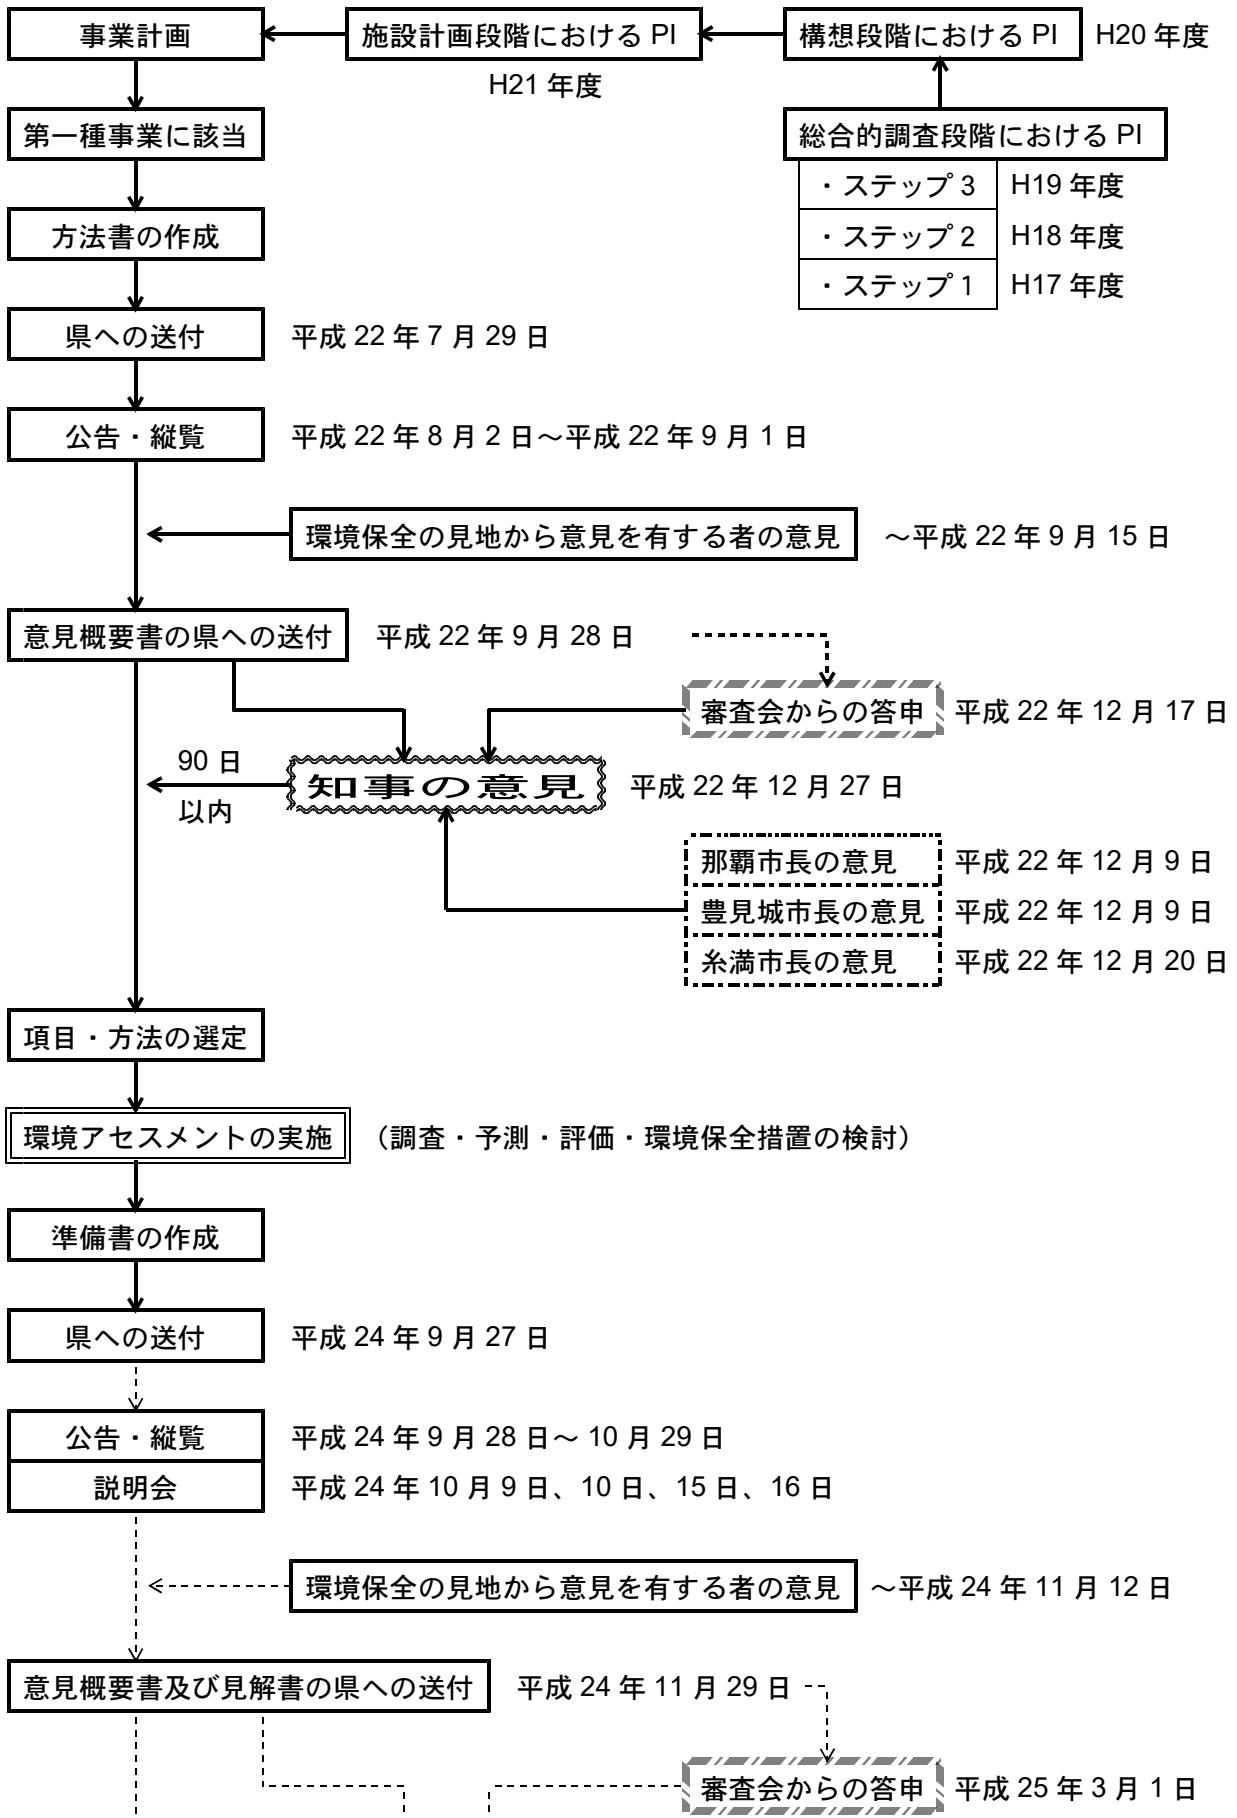 事業計画
施設計画段階における PI
構想段階における PI
H20 年度
H21 年度
第一種事業に該当
総合的調査段階における PI
・ステップ 3
H19 年度
方法書の作成
・ステップ 2
H18 年度
・ステップ 1
H17 年度
県への送付
平成 22 年 7 月 29 日
公告・縦覧
平成 22 年 8 月 2 日～平成 22 年 9 月 1 日
環境保全の見地から意見を有する者の意見
～平成 22 年 9 月 15 日
意見概要書の県への送付
平成 22 年 9 月 28 日
審査会からの答申
平成 22 年 12 月 17 日
90 日
以内
知事の意見
平成 22 年 12 月 27 日
那覇市長の意見
平成 22 年 12 月 9 日
豊見城市長の意見
平成 22 年 12 月 9 日
糸満市長の意見
平成 22 年 12 月 20 日
項目・方法の選定
環境アセスメントの実施
（調査・予測・評価・環境保全措置の検討）
準備書の作成
県への送付
平成 24 年 9 月 27 日
公告・縦覧
平成 24 年 9 月 28 日～ 10 月 29 日
説明会
平成 24 年 10 月 9 日、10 日、15 日、16 日
環境保全の見地から意見を有する者の意見
～平成 24 年 11 月 12 日
意見概要書及び見解書の県への送付
平成 24 年 11 月 29 日
審査会からの答申
平成 25 年 3 月 1 日